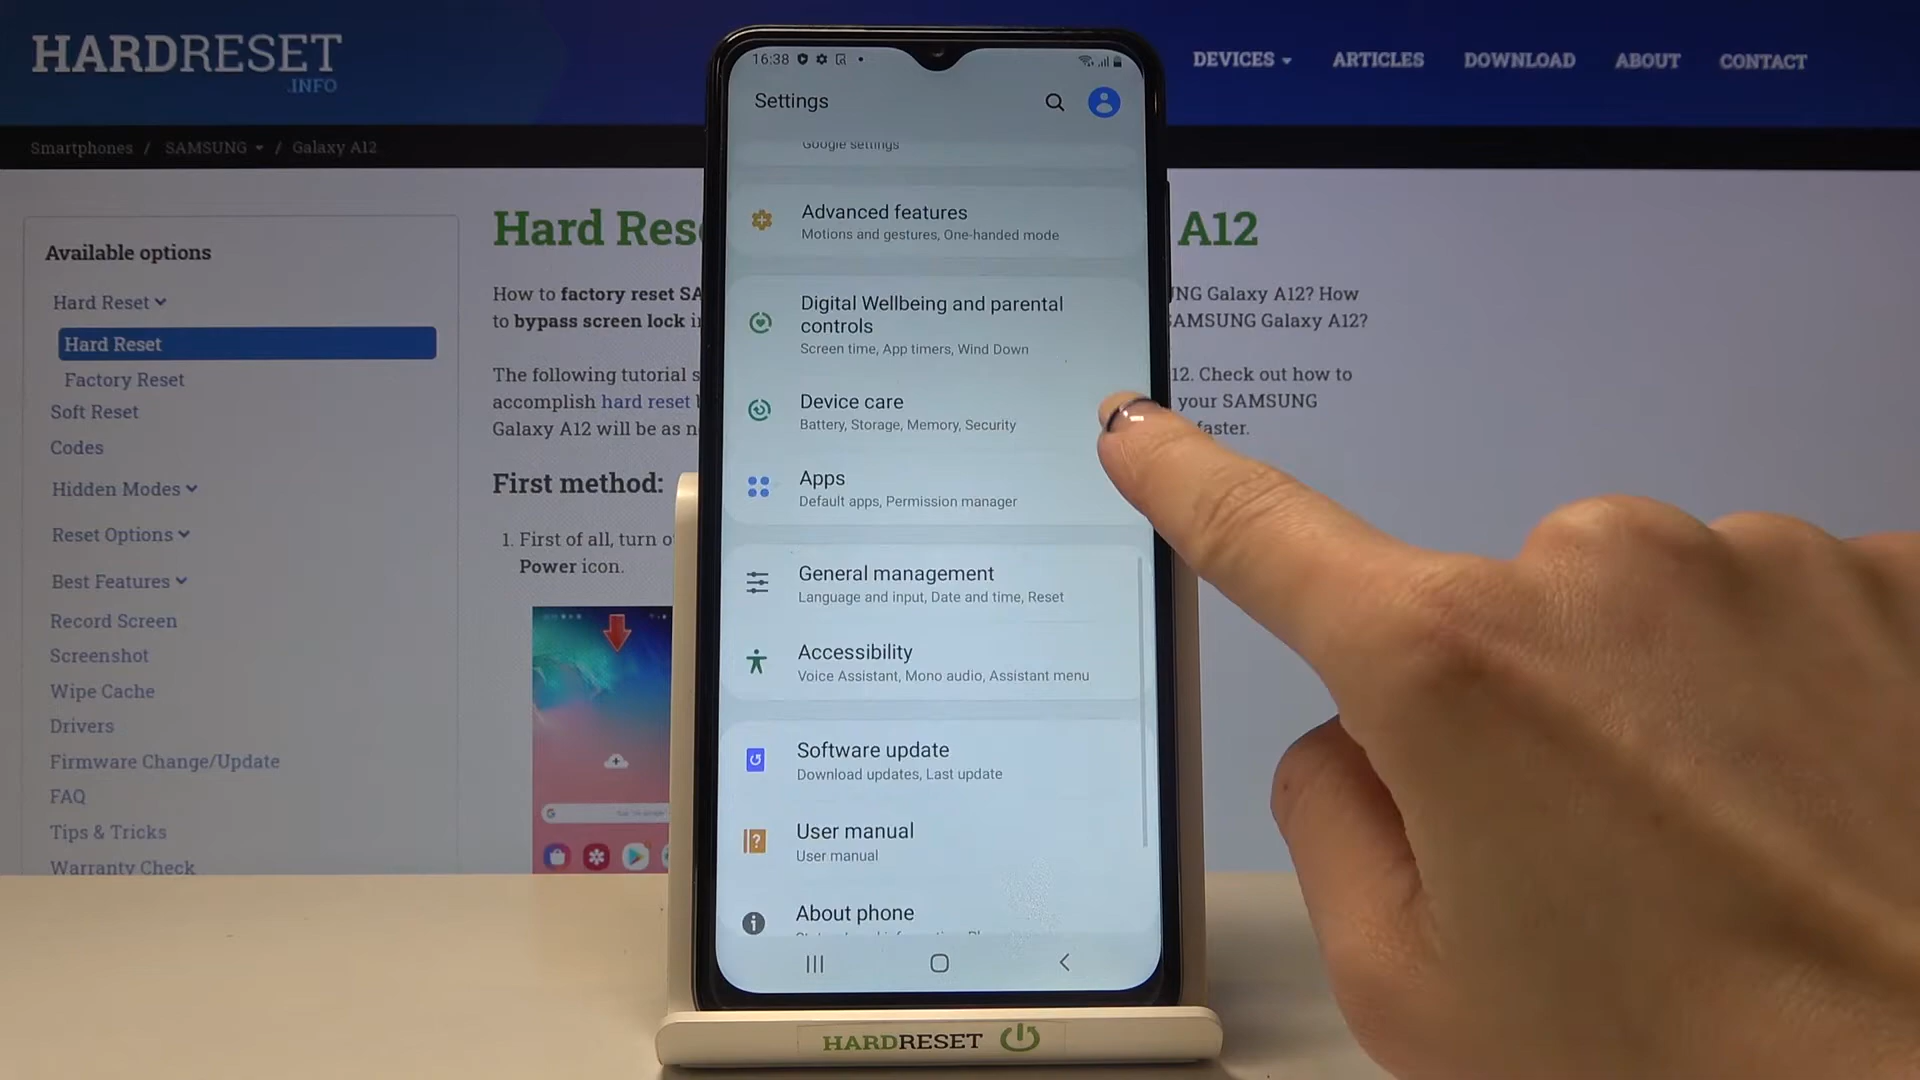 HARDRESET
.INFO
DEVICES
ARTICLES
DOWNLOAD
ABOUT
CONTACT
Smartphones / SAMSUNG / Galaxy A12
Available options
Hard Reset
Hard Reset
Factory Reset
Soft Reset
Codes
Hidden Modes
Reset Options
Best Features
Record Screen
Screenshot
Wipe Cache
Drivers
Firmware Change/Update
FAQ
Tips & Tricks
Warranty Check
Hard Res
A12
How to factory reset SA
NG Galaxy A12? How
to bypass screen lock i
SAMSUNG Galaxy A12?
The following tutorial s
12. Check out how to
accomplish hard reset
your SAMSUNG
Galaxy A12 will be as n
faster.
First method:
1. First of all, turn o
Power icon.
16:38
Settings
Google settings
Advanced features
Motions and gestures, One-handed mode
Digital Wellbeing and parental
controls
Screen time, App timers, Wind Down
Device care
Battery, Storage, Memory, Security
Apps
Default apps, Permission manager
General management
Language and input, Date and time, Reset
Accessibility
Voice Assistant, Mono audio, Assistant menu
Software update
Download updates, Last update
User manual
User manual
About phone
HARDRESET